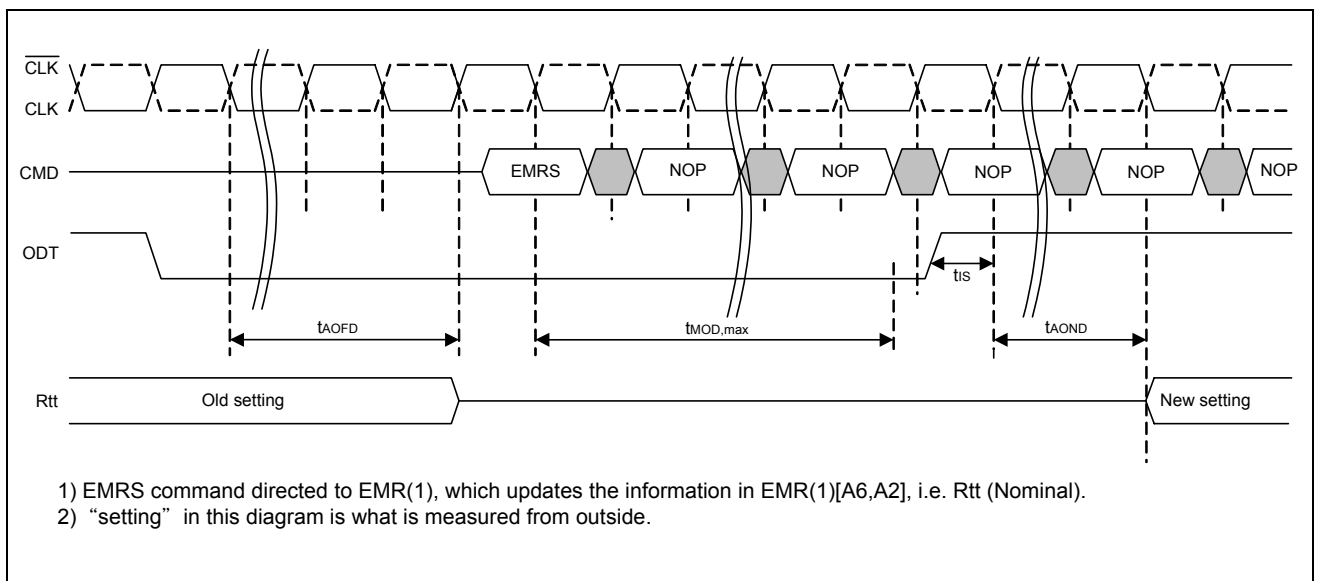 CLK
CLK
CMD
EMRS
NOP
NOP
NOP
NOP
NOP
ODT
tIS
tAOFD
tMOD,max
tAOND
Rtt
Old setting
New setting
1) EMRS command directed to EMR(1), which updates the information in EMR(1)[A6,A2], i.e. Rtt (Nominal).
2) “setting” in this diagram is what is measured from outside.